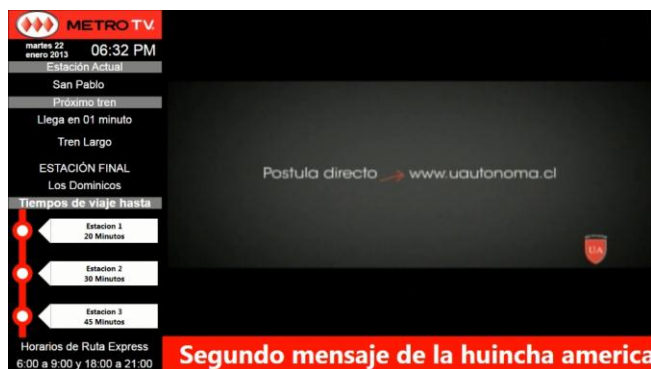 METRO TV.
martes 22
enero 2013
06:32 PM
Estación Actual
San Pablo
Próximo tren
Llega en 01 minuto
Tren Largo
ESTACIÓN FINAL
Los Dominicos
Tiempos de viaje hasta
Estacion 1
20 Minutos
Estacion 2
30 Minutos
Estacion 3
45 Minutos
Horarios de Ruta Express
6:00 a 9:00 y 18:00 a 21:00
Postula directo www.uautonoma.cl
UA
Segundo mensaje de la huincha america